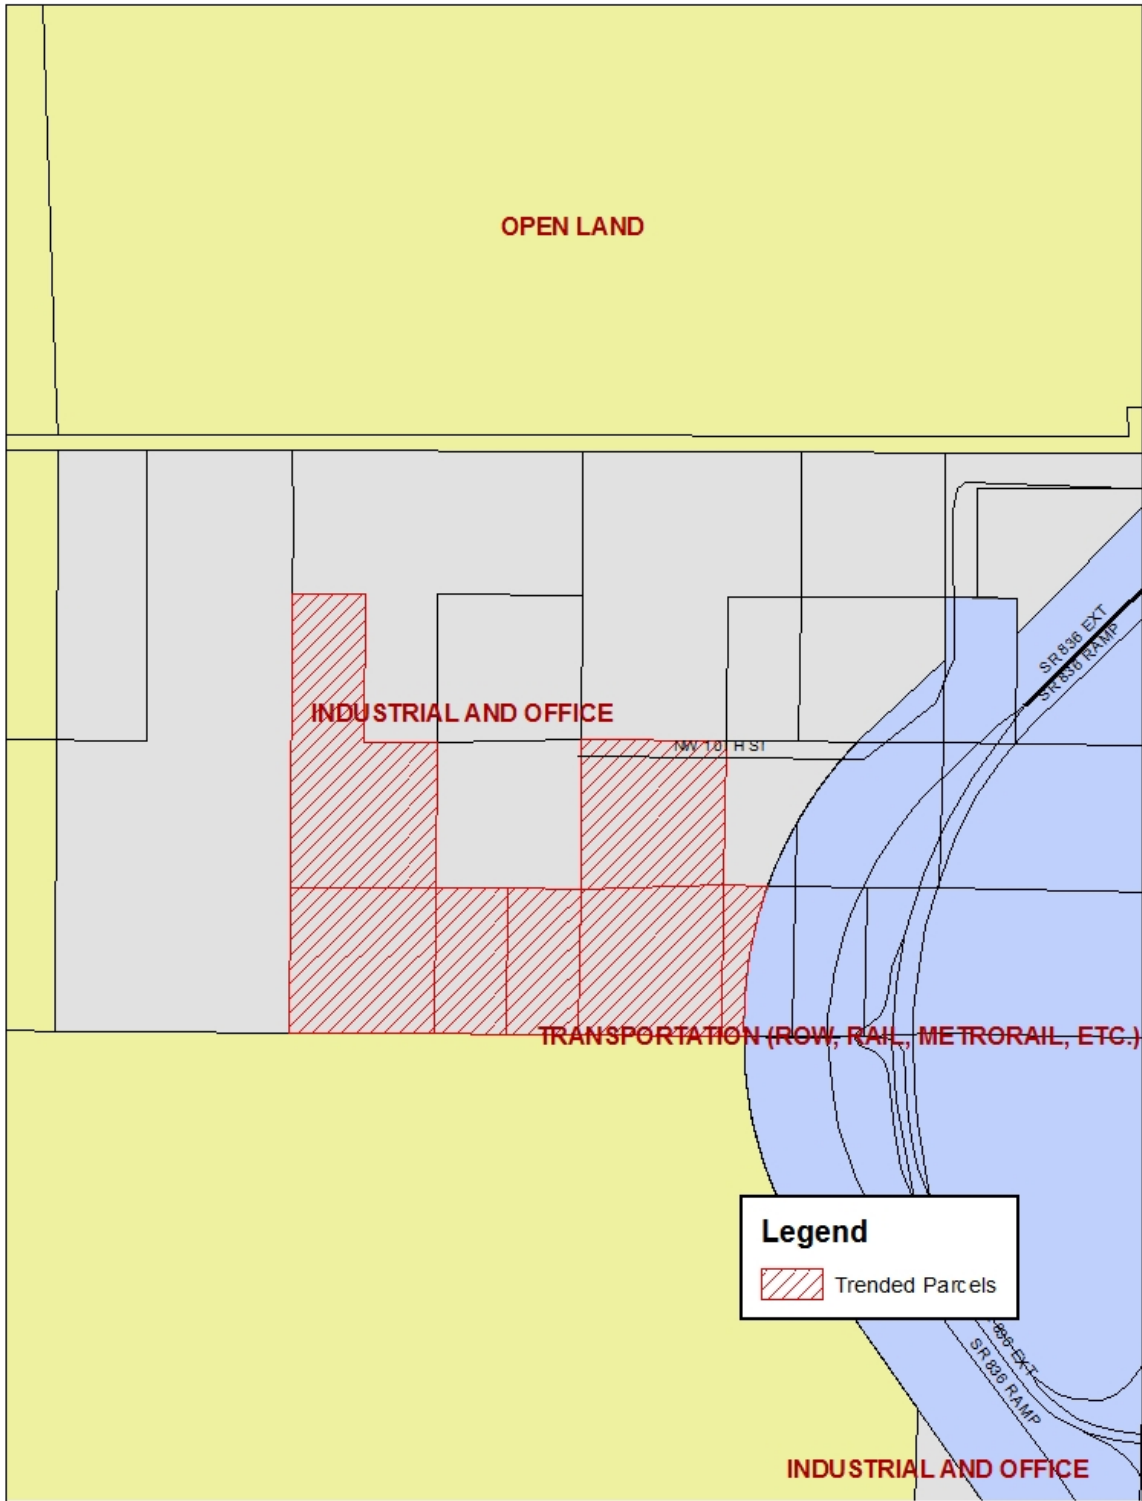 OPEN LAND
SR 836 EXT
SR 836 RAMP
INDUSTRIAL AND OFFICE
TRANSPORTATION (ROW, RAIL, METRORAIL, ETC.)
Legend
Trended Parcels
EXT
SR 836 RAMP
INDUSTRIAL AND OFFICE